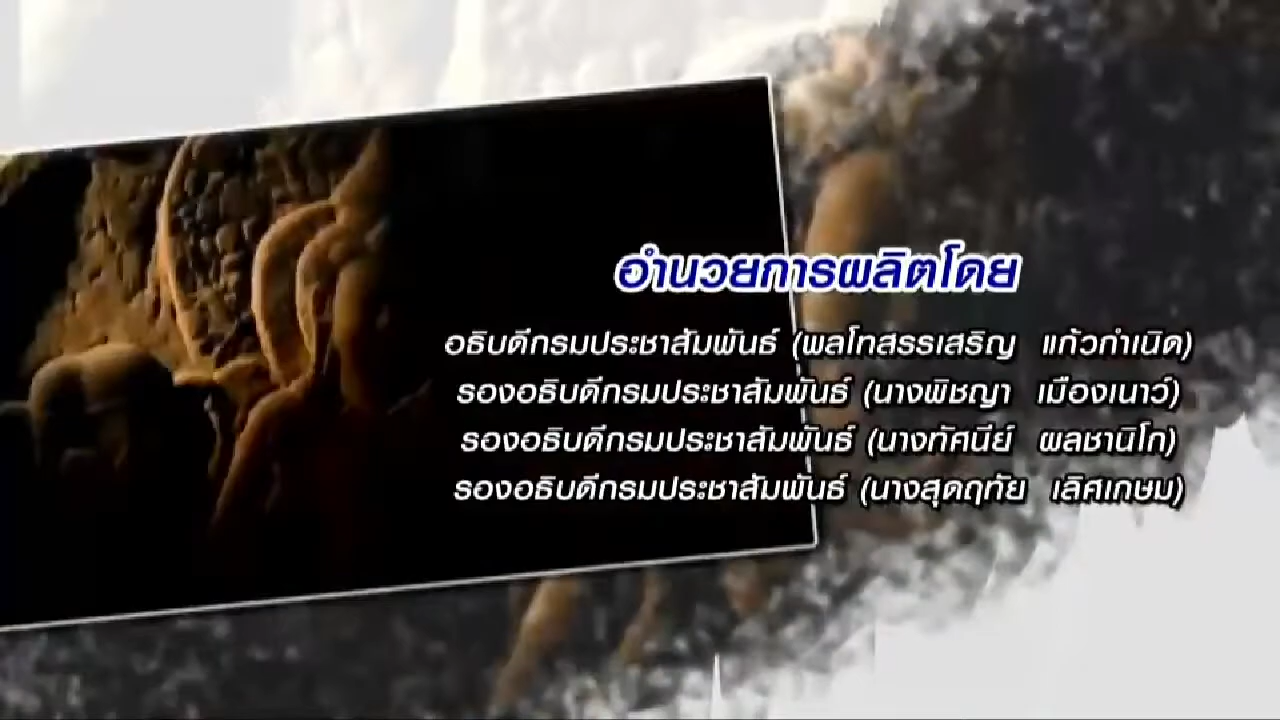 อำนวยการผลิตโดย
อธิบดีกรมประชาสัมพันธ์ (พลโทสรรเสริญ แก้วกำเนิด)
รองอธิบดีกรมประชาสัมพันธ์ (นางพิชญา เมืองเนาว์)
รองอธิบดีกรมประชาสัมพันธ์ (นางทัศนีย์ ผลชานิโก)
รองอธิบดีกรมประชาสัมพันธ์ (นางสุดฤทัย เลิศเกษม)